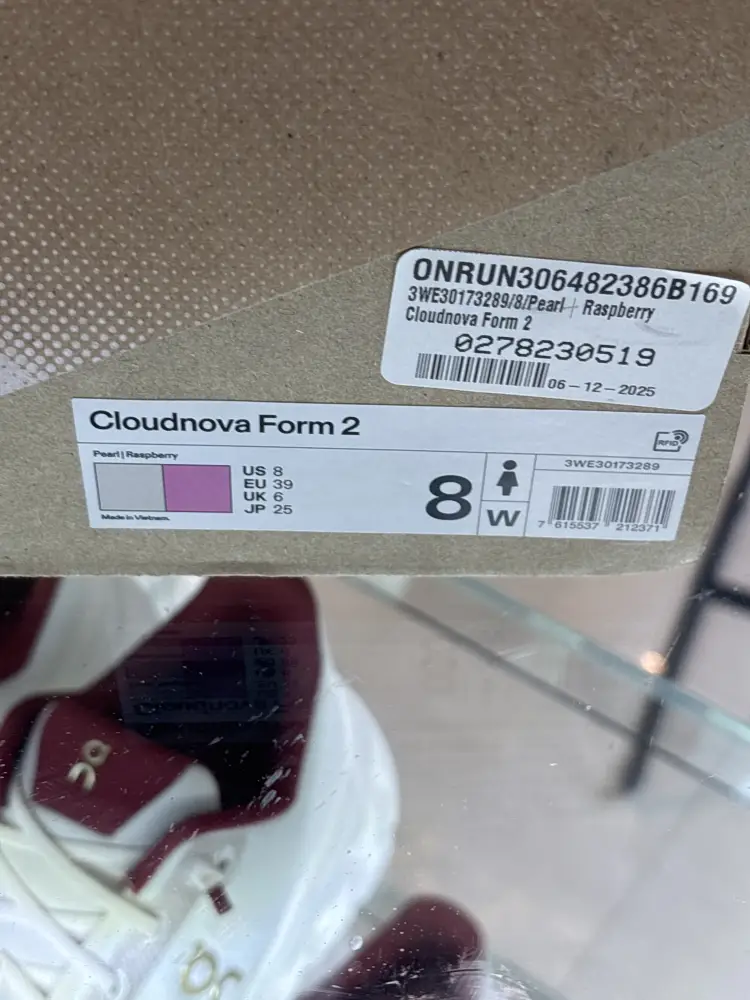 ONRUN306482386B169
3WE30173289/8/Pearl | Raspberry
Cloudnova Form 2
0278230519
06-12-2025
Cloudnova Form 2
RFID
Pearl | Raspberry
US 8
EU 39
UK 6
JP 25
Made in Vietnam.
8
W
3WE30173289
7 615537 212371